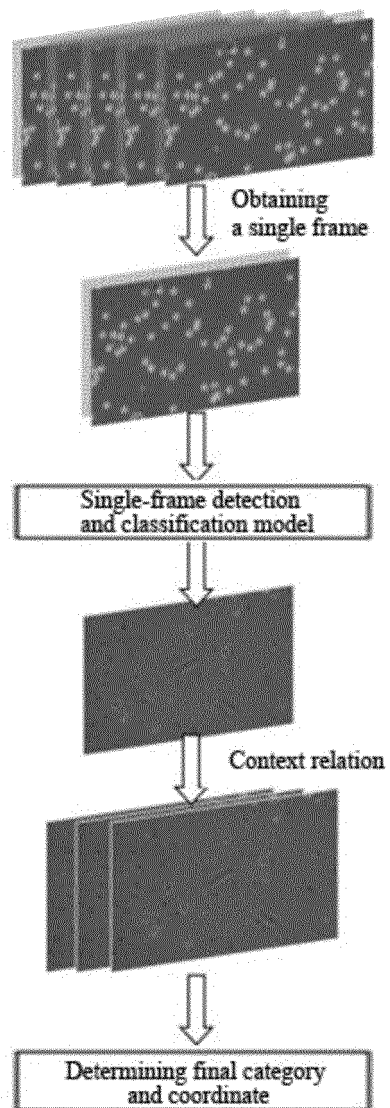 Obtaining
a single frame
Single-frame detection
and classification model
Context relation
Determining final category
and coordinate